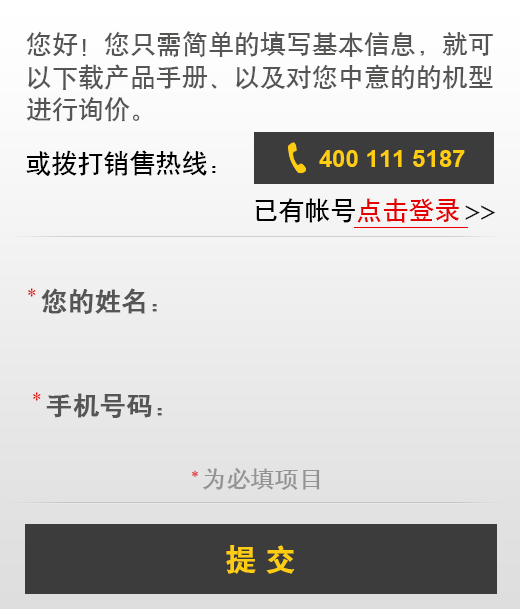 您好！您只需简单的填写基本信息，就可
以下载产品手册、以及对您中意的的机型
进行询价。
或拨打销售热线：
400 111 5187
已有帐号点击登录>>
*您的姓名：
*手机号码：
*为必填项目
提 交